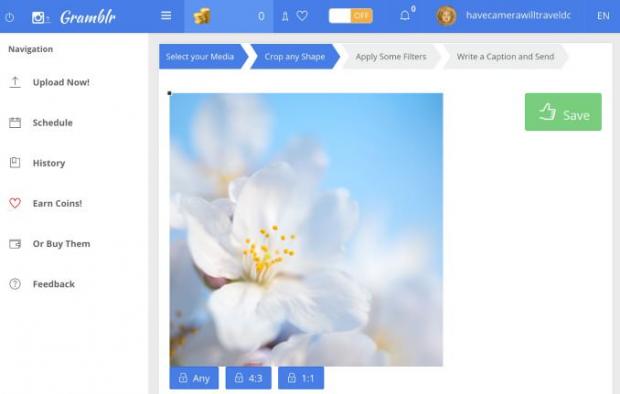 Gramblr
0
OFF
0
havecamerawilltraveldc
EN
Navigation
Upload Now!
Schedule
History
Earn Coins!
Or Buy Them
Feedback
Select your Media
Crop any Shape
Apply Some Filters
Write a Caption and Send
Save
Any
4:3
1:1